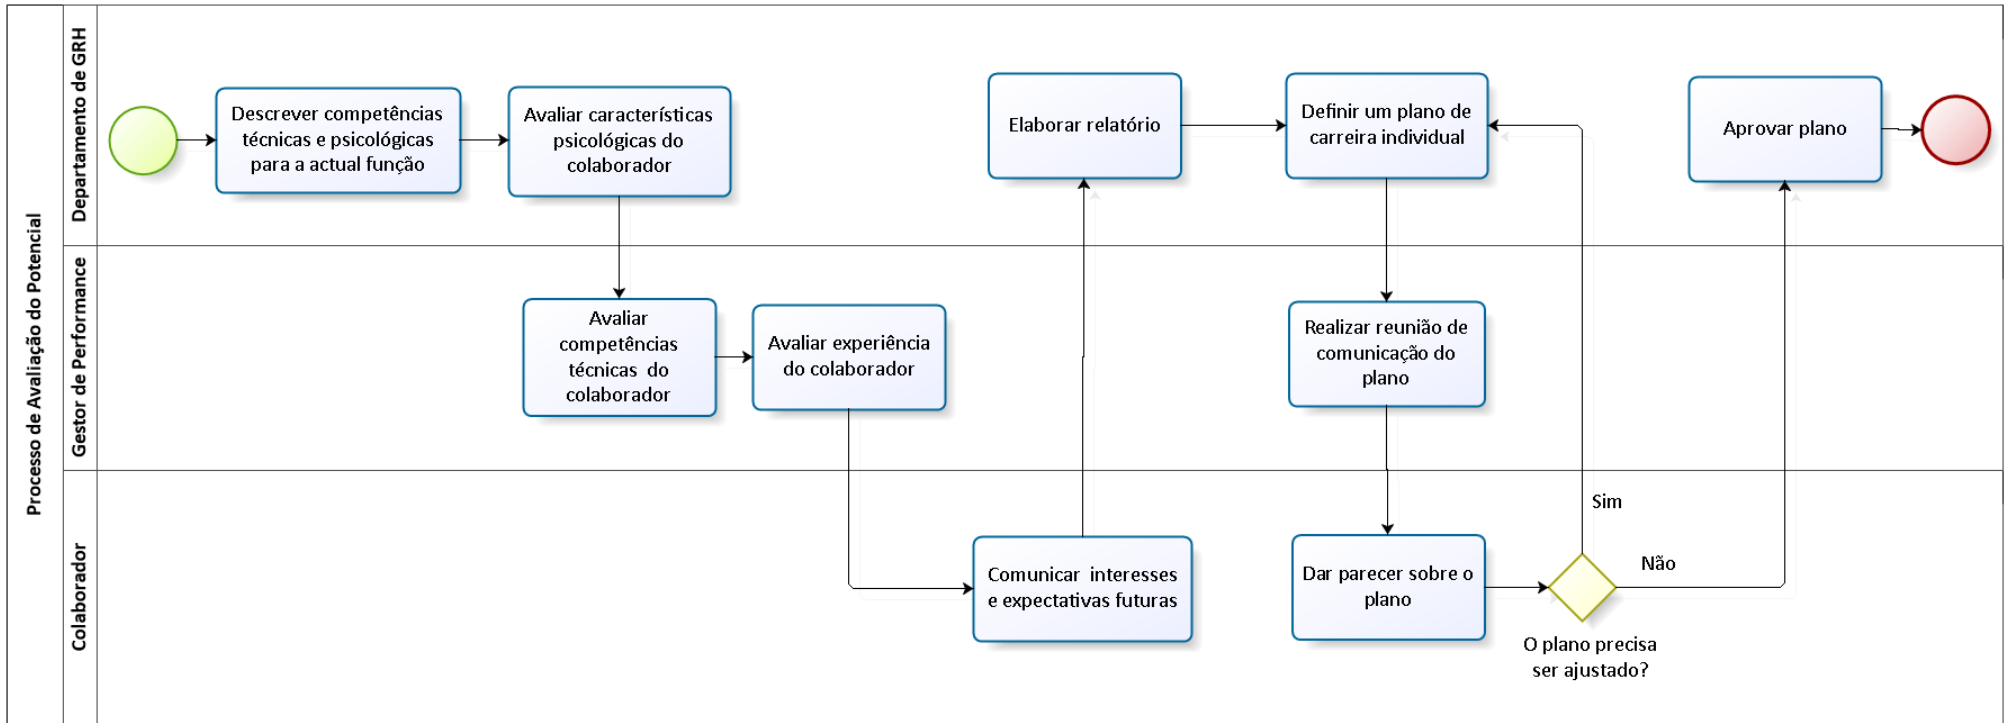 Processo de Avaliação do Potencial
Departamento de GRH
Descrever competências
técnicas e psicológicas
para a actual função
Avaliar características
psicológicas do
colaborador
Elaborar relatório
Definir um plano de
carreira individual
Aprovar plano
Gestor de Performance
Avaliar
competências
técnicas do
colaborador
Avaliar experiência
do colaborador
Realizar reunião de
comunicação do
plano
Colaborador
Comunicar interesses
e expectativas futuras
Dar parecer sobre o
plano
Sim
Não
O plano precisa
ser ajustado?